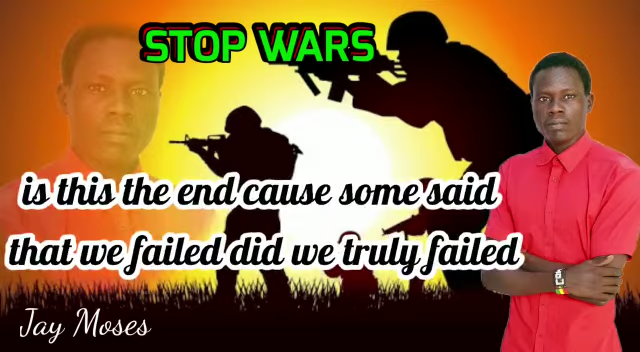 STOP WARS
is this the end cause some said
that we failed did we truly failed
Jay Moses